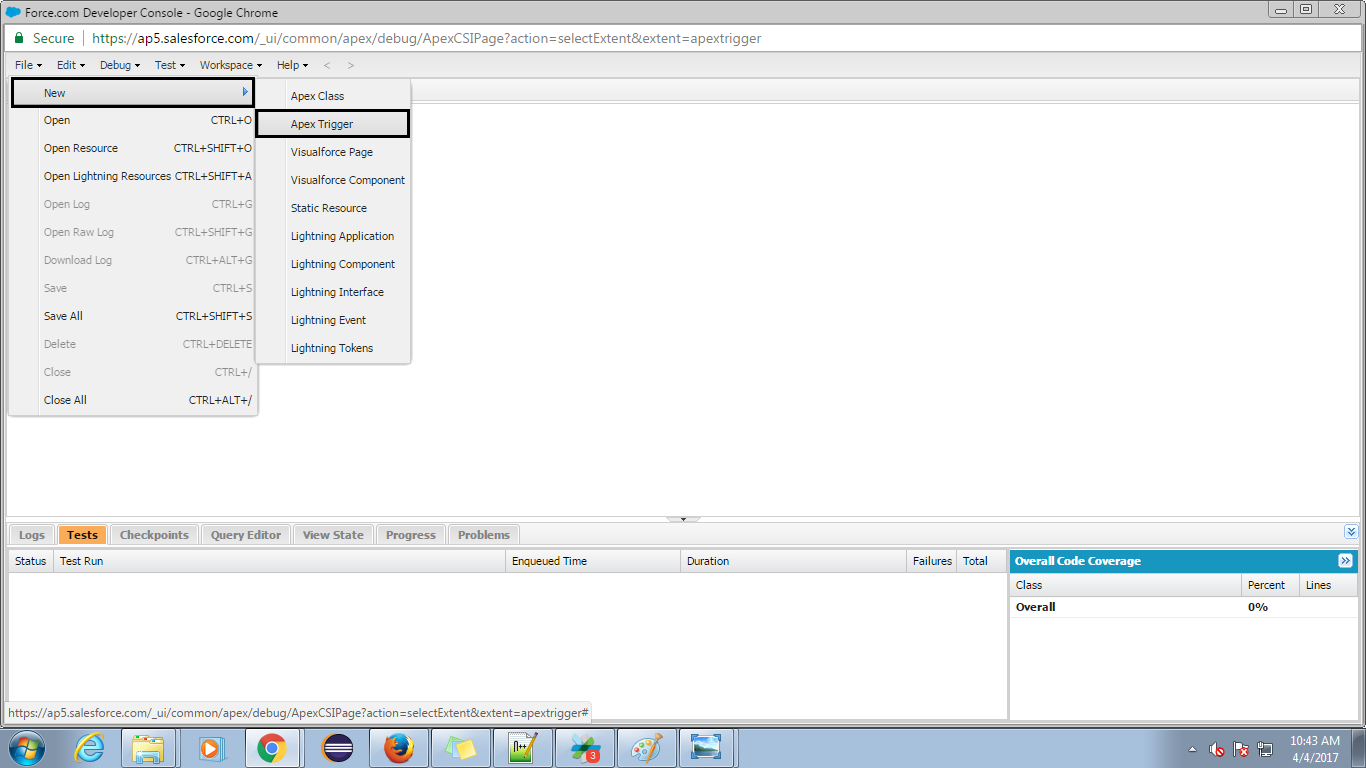 Force.com Developer Console - Google Chrome
Secure https://ap5.salesforce.com/_ui/common/apex/debug/ApexCSIPage?action=selectExtent&extent=apextrigger
File Edit Debug Test Workspace Help < >
New
Open CTRL+O
Open Resource CTRL+SHIFT+O
Open Lightning Resources CTRL+SHIFT+A
Open Log CTRL+G
Open Raw Log CTRL+SHIFT+G
Download Log CTRL+ALT+G
Save CTRL+S
Save All CTRL+SHIFT+S
Delete CTRL+DELETE
Close CTRL+/
Close All CTRL+ALT+/
Apex Class
Apex Trigger
Visualforce Page
Visualforce Component
Static Resource
Lightning Application
Lightning Component
Lightning Interface
Lightning Event
Lightning Tokens
Logs Tests Checkpoints Query Editor View State Progress Problems
Status Test Run Enqueued Time Duration Failures Total
Overall Code Coverage
Class Percent Lines
Overall 0%
https://ap5.salesforce.com/_ui/common/apex/debug/ApexCSIPage?action=selectExtent&extent=apextrigger#
3
10:43 AM
4/4/2017